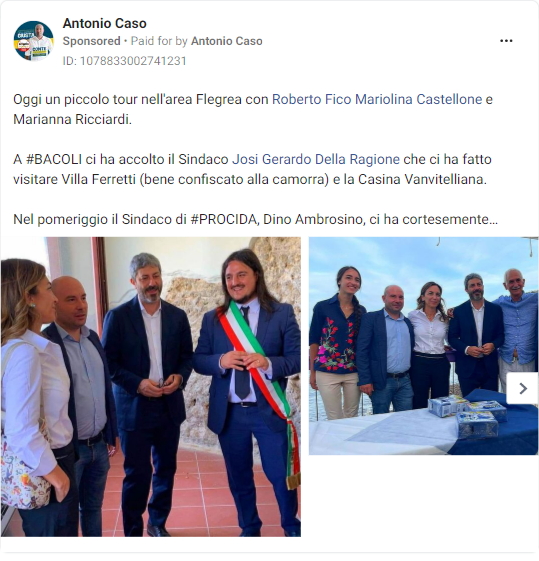 Antonio Caso
Sponsored • Paid for by Antonio Caso
ID: 1078833002741231
Oggi un piccolo tour nell'area Flegrea con Roberto Fico Mariolina Castellone e
Marianna Ricciardi.
A #BACOLI ci ha accolto il Sindaco Josi Gerardo Della Ragione che ci ha fatto
visitare Villa Ferretti (bene confiscato alla camorra) e la Casina Vanvitelliana.
Nel pomeriggio il Sindaco di #PROCIDA, Dino Ambrosino, ci ha cortesemente...